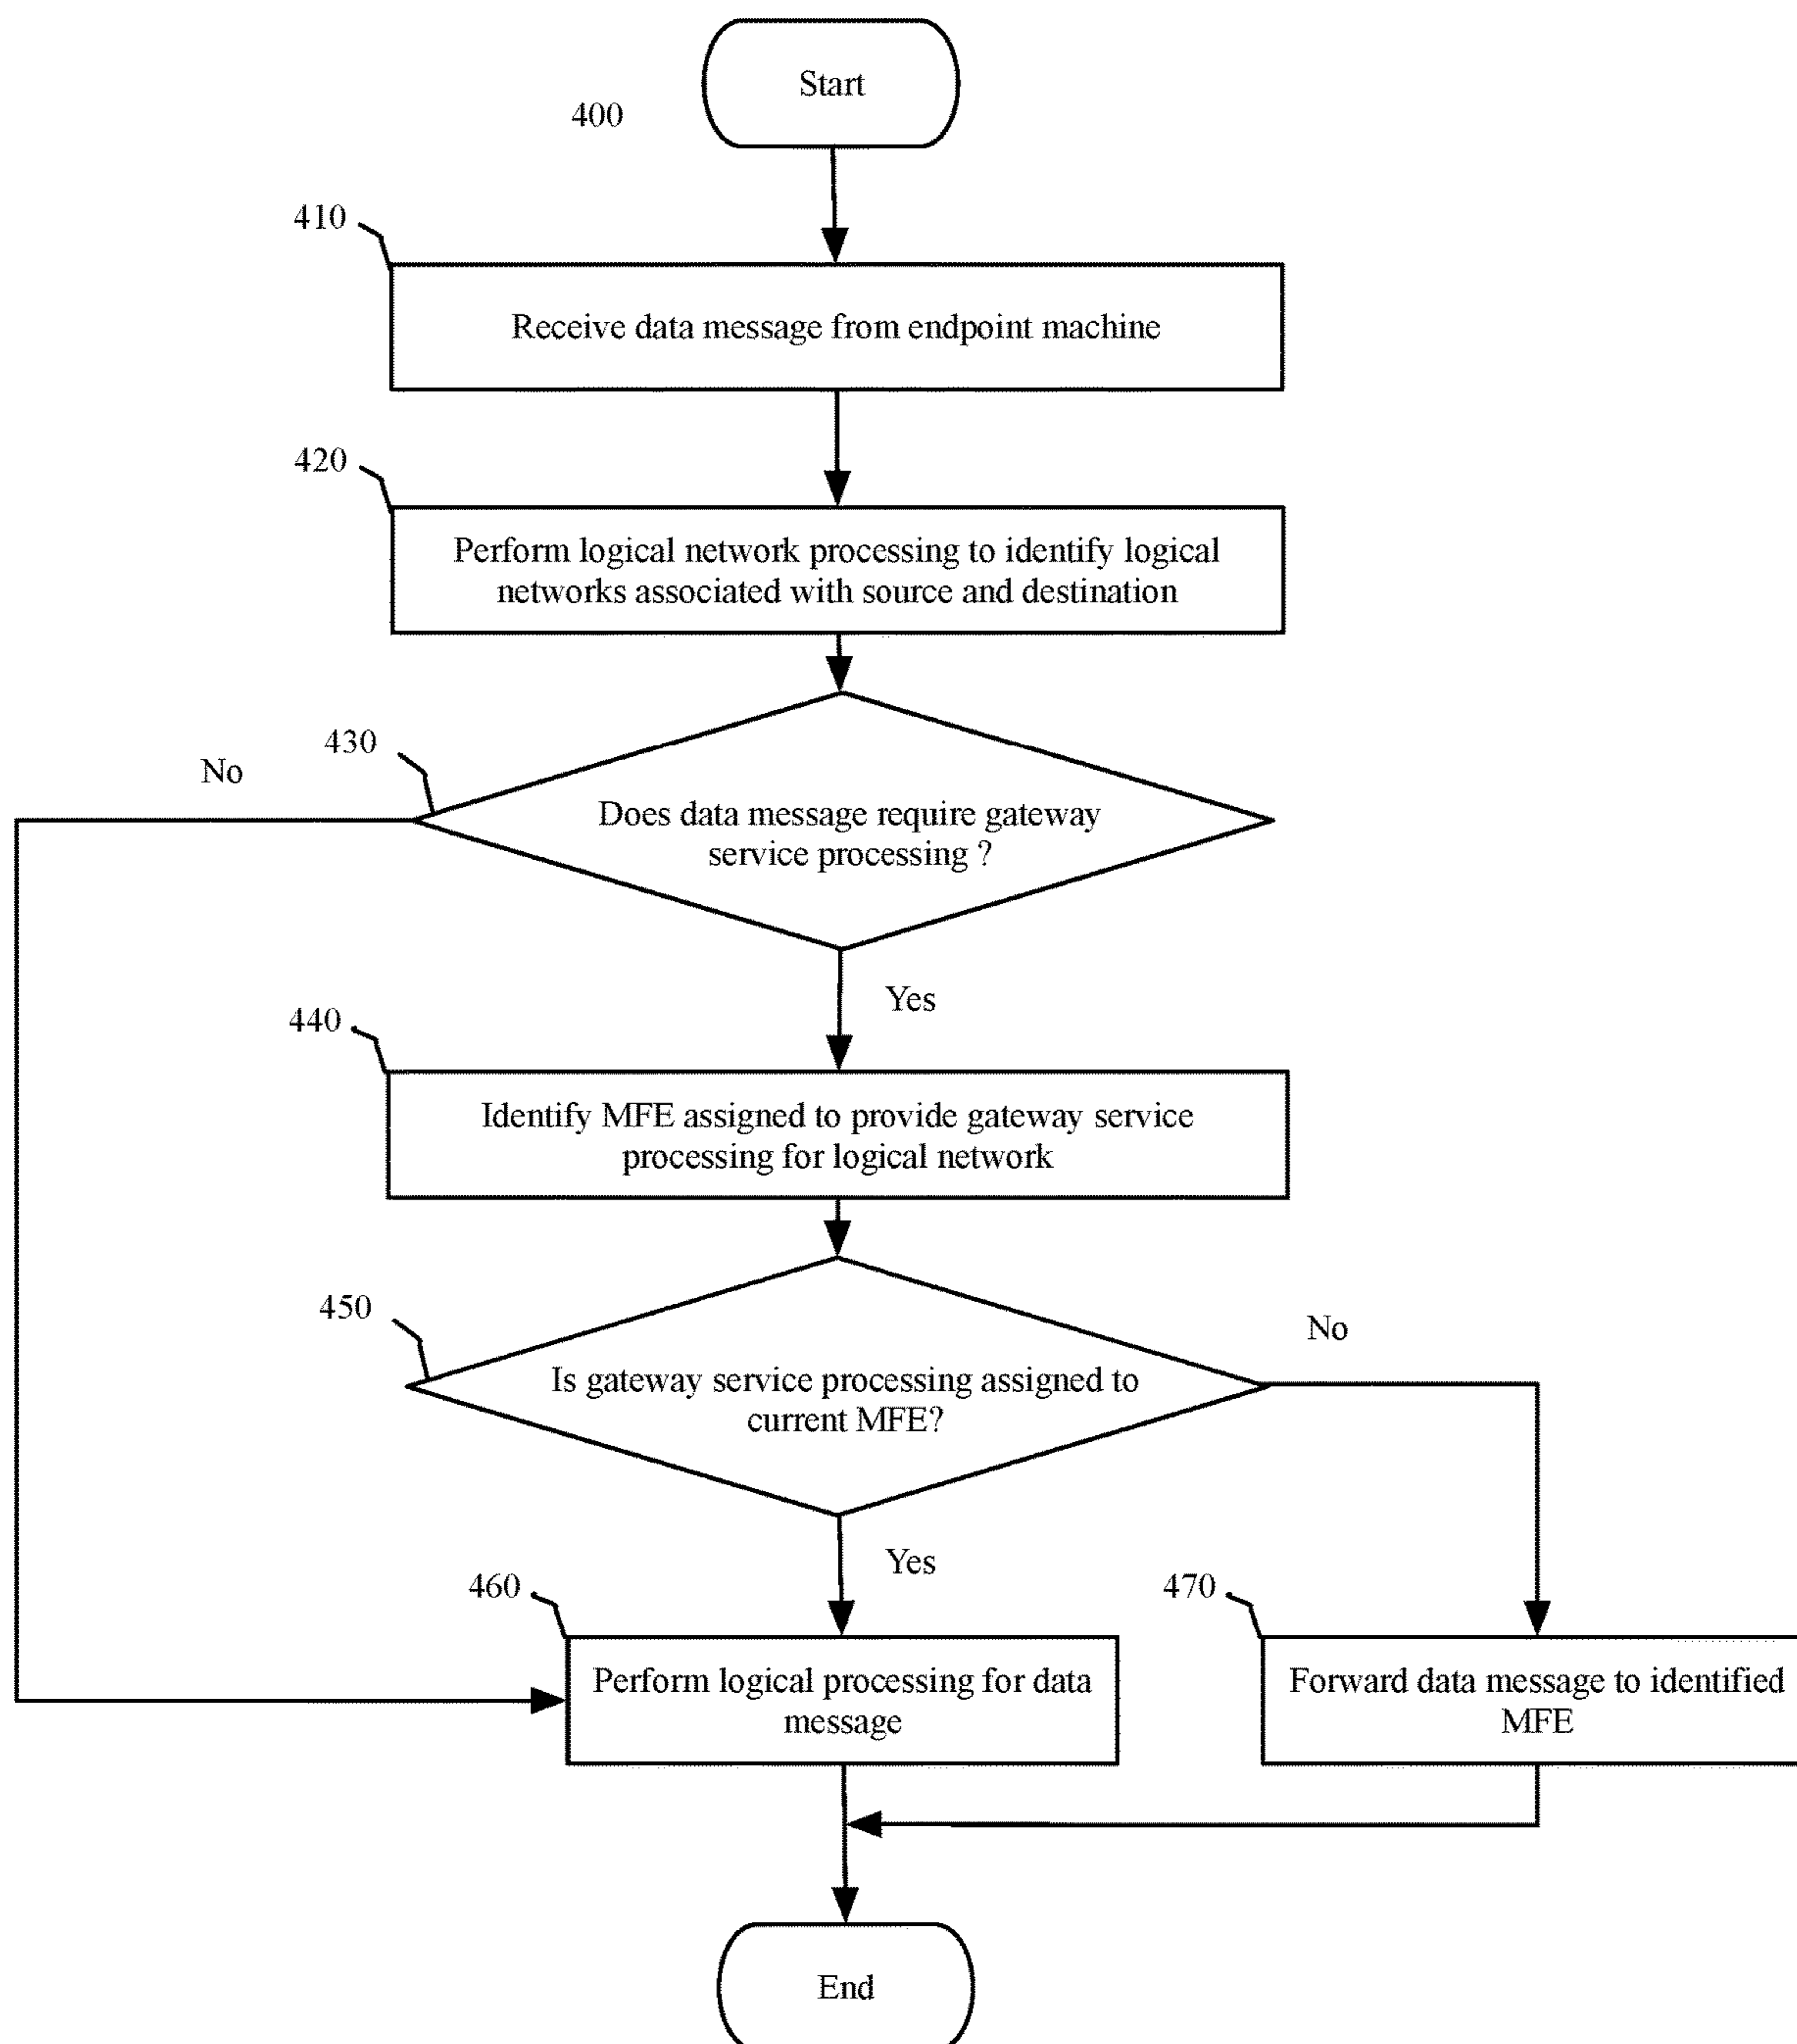 Start
400
410
Receive data message from endpoint machine
420
Perform logical network processing to identify logical
networks associated with source and destination
430
No
Does data message require gateway
service processing ?
Yes
440
Identify MFE assigned to provide gateway service
processing for logical network
450
No
Is gateway service processing assigned to
current MFE?
Yes
460
470
Perform logical processing for data
message
Forward data message to identified
MFE
End